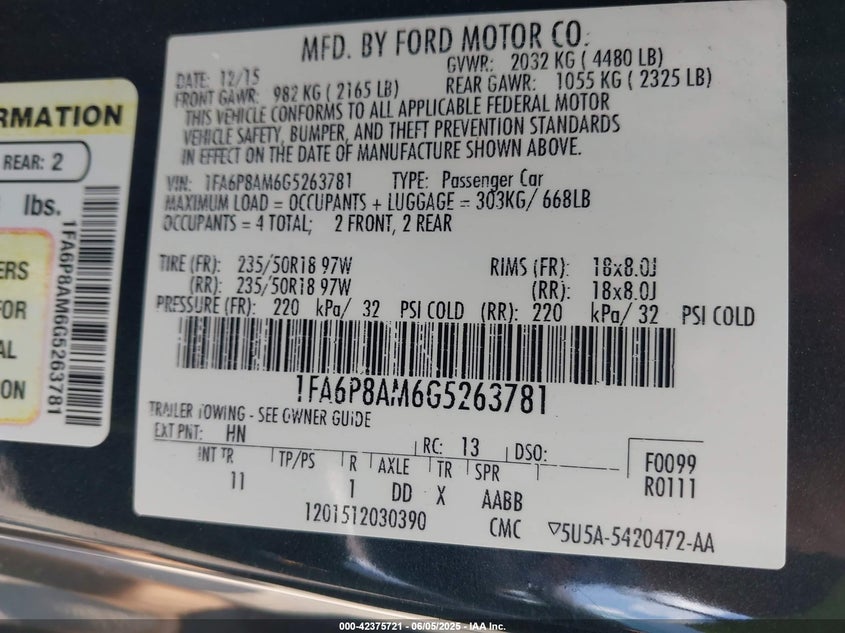 MFD. BY FORD MOTOR CO.
DATE: 12/15 GVWR: 2032 KG ( 4480 LB)
FRONT GAWR: 982 KG ( 2165 LB) REAR GAWR: 1055 KG ( 2325 LB)
THIS VEHICLE CONFORMS TO ALL APPLICABLE FEDERAL MOTOR
VEHICLE SAFETY, BUMPER, AND THEFT PREVENTION STANDARDS
IN EFFECT ON THE DATE OF MANUFACTURE SHOWN ABOVE.
VIN: 1FA6P8AM6G5263781 TYPE: Passenger Car
MAXIMUM LOAD = OCCUPANTS + LUGGAGE = 303KG/ 668LB
OCCUPANTS = 4 TOTAL; 2 FRONT, 2 REAR
TIRE (FR): 235/50R18 97W RIMS (FR): 18x8.0J
(RR): 235/50R18 97W (RR): 18x8.0J
PRESSURE (FR): 220 kPa/ 32 PSI COLD (RR): 220 kPa/ 32 PSI COLD
1FA6P8AM6G5263781
TRAILER TOWING - SEE OWNER GUIDE
EXT PNT: HN RC: 13 DSO: F0099
INT TR TP/PS R AXLE TR SPR R0111
11 1 DD X AABB
1201512030390 CMC ▽5U5A-5420472-AA
RMATION
REAR: 2
lbs.
1FA6P8AM6G5263781
ERS
FOR
AL
ON
000-42375721 - 06/05/2025 - IAA Inc.